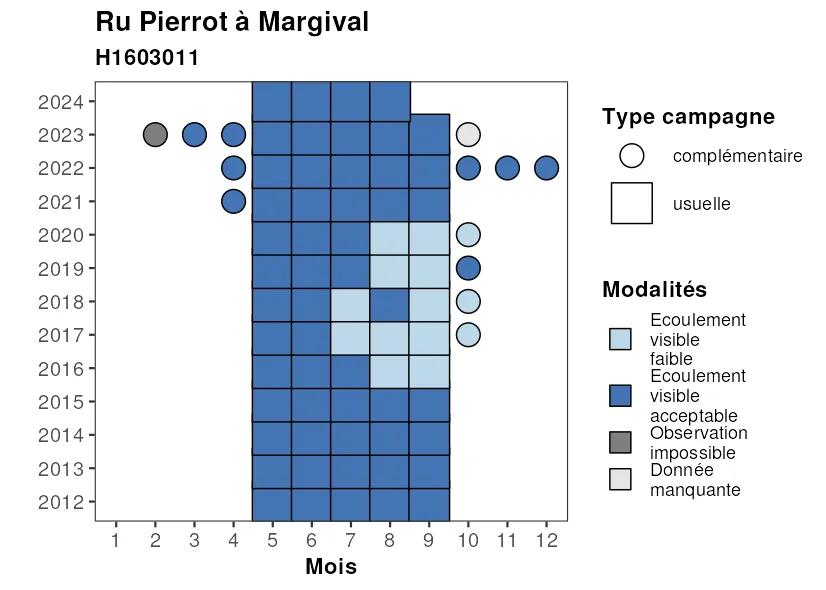 Ru Pierrot à Margival
H1603011
2024
2023
2022
2021
2020
2019
2018
2017
2016
2015
2014
2013
2012
1 2 3 4 5 6 7 8 9 10 11 12
Mois
Type campagne
complémentaire
usuelle
Modalités
Ecoulement
visible
faible
Ecoulement
visible
acceptable
Observation
impossible
Donnée
manquante